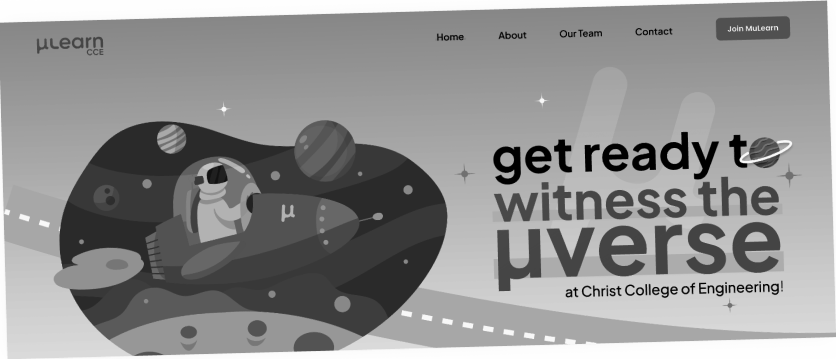 µLearn
CCE
Home About Our Team Contact Join MuLearn
get ready t
witness the
µverse
at Christ College of Engineering!
µ